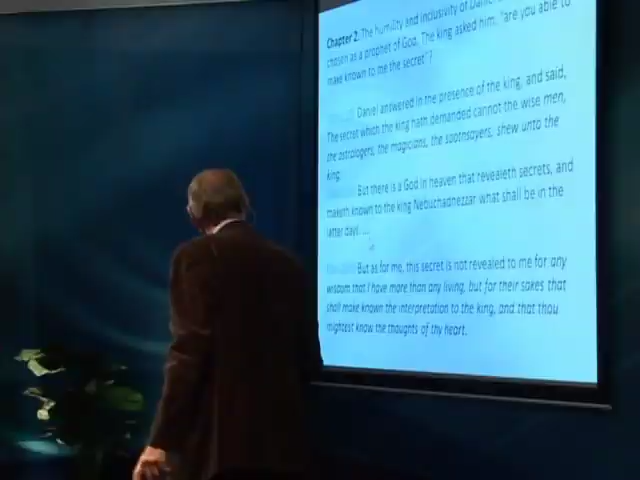 Chapter 2: The humility and inclusivity of Daniel
chosen as a prophet of God. The king asked him, "are you able to
make known to me the secret"?
Daniel answered in the presence of the king, and said,
The secret which the king hath demanded cannot the wise men,
the astrologers, the magicians, the soothsayers, shew unto the
king;
But there is a God in heaven that revealeth secrets, and
maketh known to the king Nebuchadnezzar what shall be in the
latter days ...
But as for me, this secret is not revealed to me for any
wisdom that I have more than any living, but for their sakes that
shall make known the interpretation to the king, and that thou
mightest know the thoughts of thy heart.